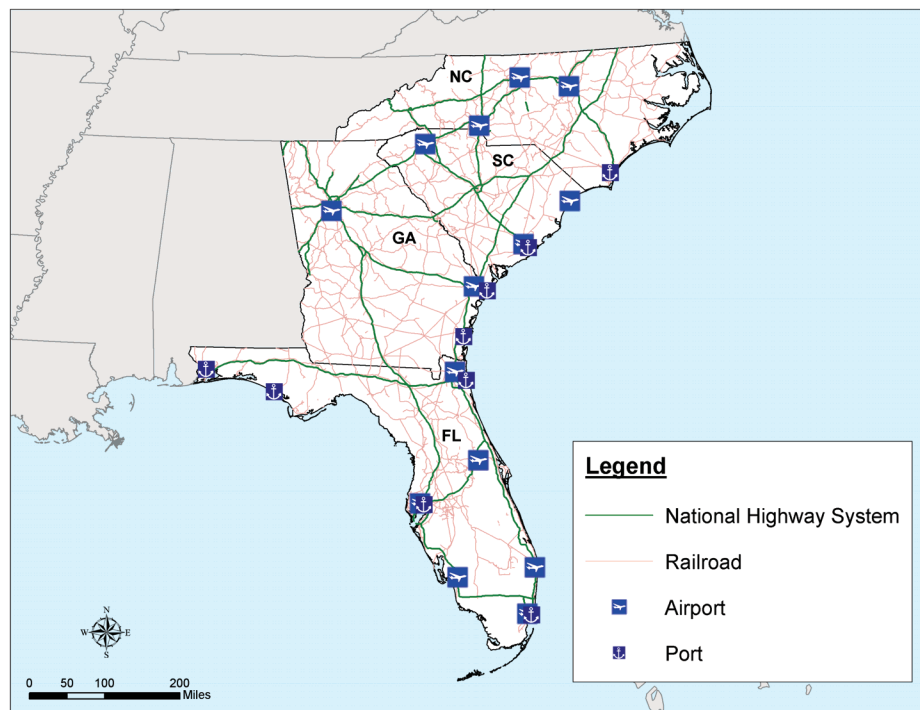 NC
SC
GA
FL
Legend
National Highway System
Railroad
Airport
Port
N
W E
S
0 50 100 200
Miles